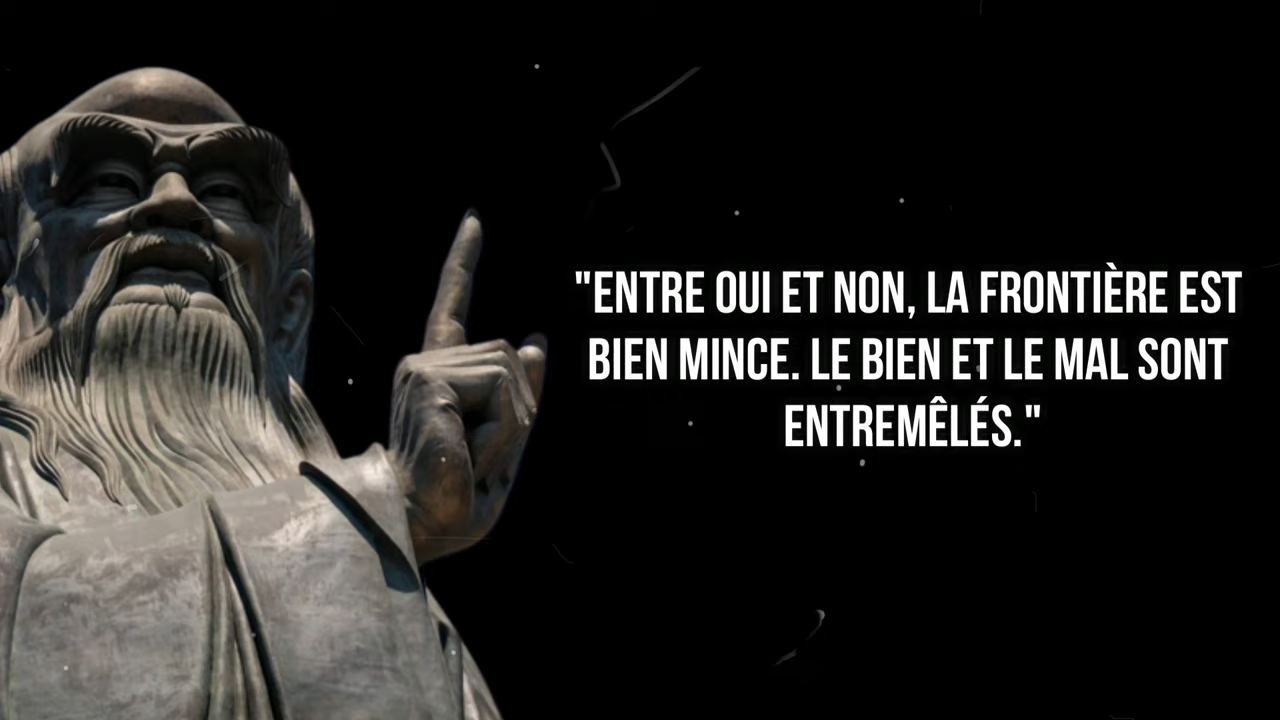 "ENTRE OUI ET NON, LA FRONTIÈRE EST
BIEN MINCE. LE BIEN ET LE MAL SONT
ENTREMÊLÉS."